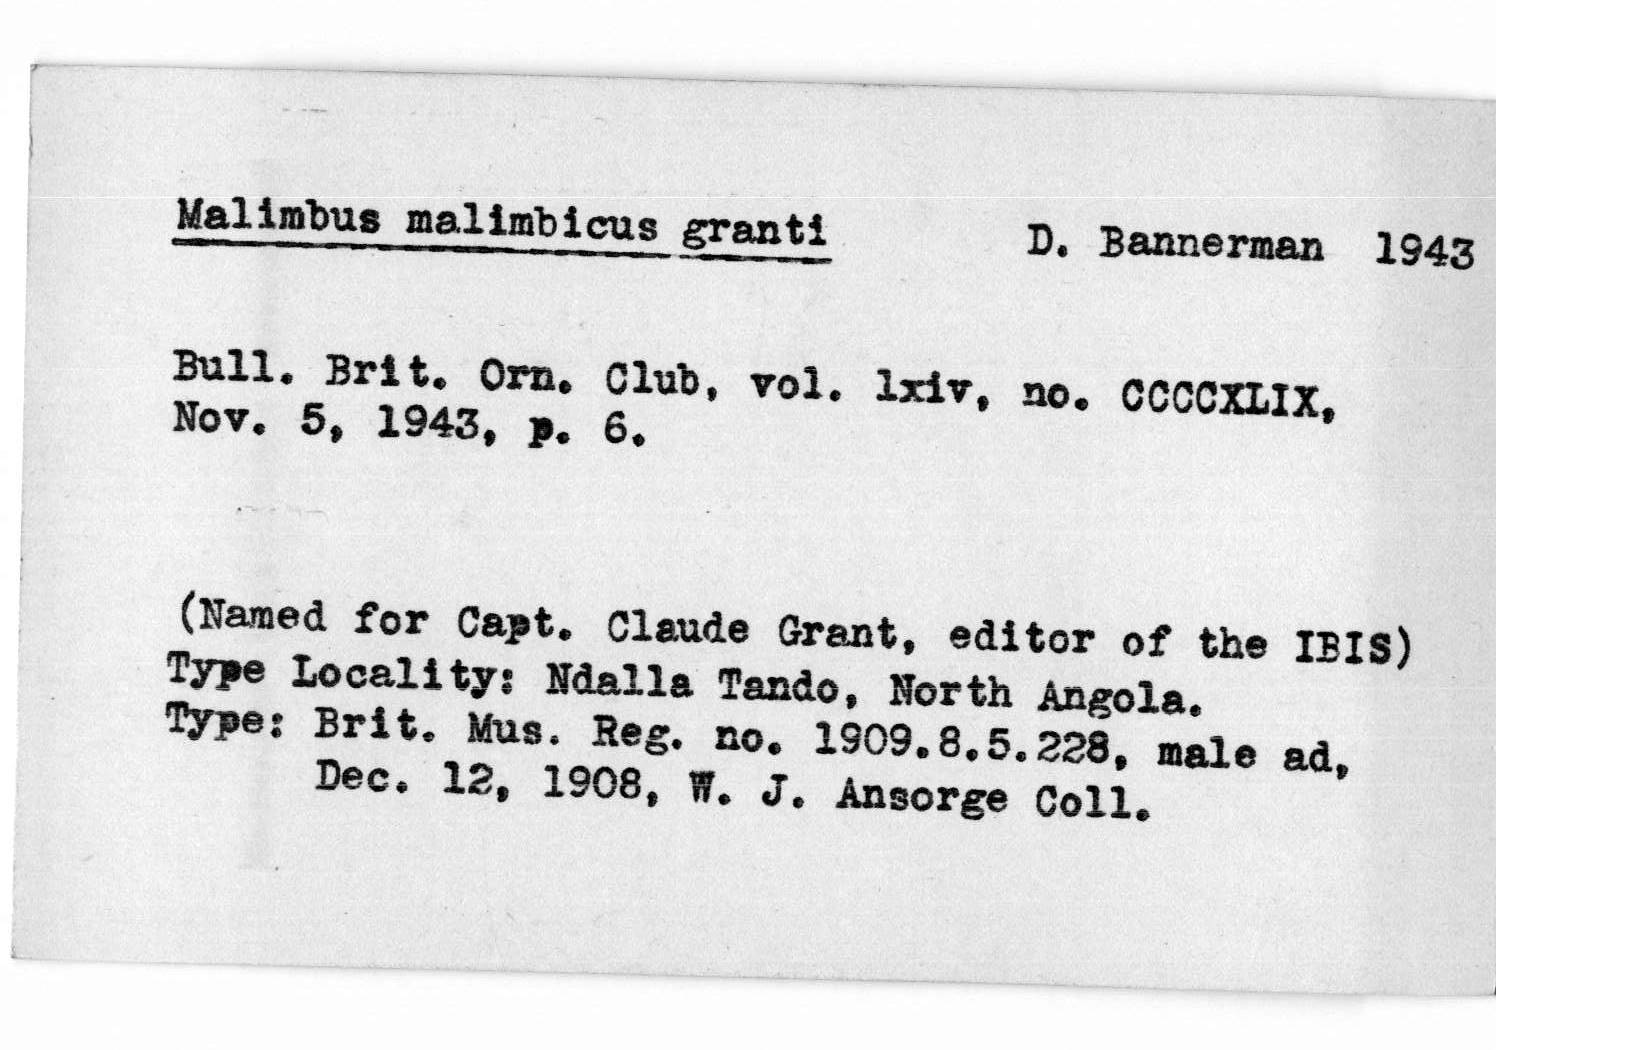 Malimbus malimbicus granti D. Bannerman 1943
Bull. Brit. Orn. Club, vol. lxiv, no. CCCCXLIX,
Nov. 5, 1943, p. 6.
(Named for Capt. Claude Grant, editor of the IBIS)
Type Locality: Ndalla Tando, North Angola.
Type: Brit. Mus. Reg. no. 1909.8.5.228, male ad,
Dec. 12, 1908, W. J. Ansorge Coll.